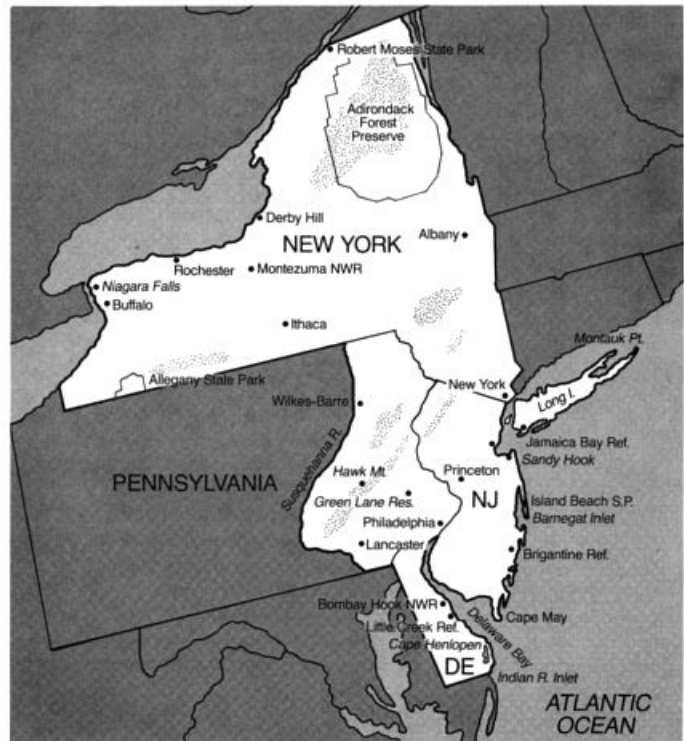 Robert Moses State Park
Adirondack
Forest
Preserve
Derby Hill
NEW YORK
Albany
Rochester
Montezuma NWR
Niagara Falls
Buffalo
Ithaca
Montauk Pt.
Allegany State Park
New York
Long I.
Wilkes-Barre
Jamaica Bay Ref.
Susquehanna R.
Sandy Hook
Hawk Mt.
Princeton
PENNSYLVANIA
Green Lane Res.
NJ
Island Beach S.P.
Barnegat Inlet
Philadelphia
Lancaster
Brigantine Ref.
Bombay Hook NWR
Cape May
Little Creek Ref.
Delaware Bay
Cape Henlopen
DE
Indian R. Inlet
ATLANTIC
OCEAN